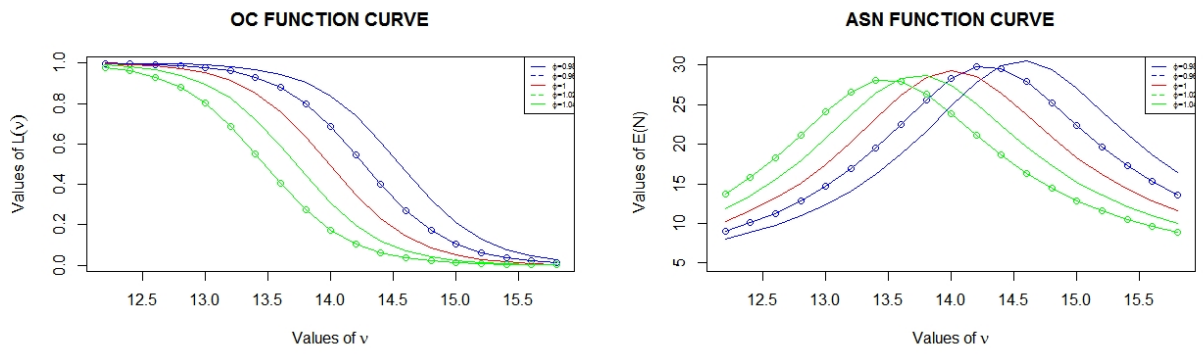 OC FUNCTION CURVE
Values of L(ν)
0.0 0.2 0.4 0.6 0.8 1.0
12.5 13.0 13.5 14.0 14.5 15.0 15.5
Values of ν
ϕ=0.98
ϕ=0.96
ϕ=1
ϕ=1.02
ϕ=1.04
ASN FUNCTION CURVE
Values of E(N)
5 10 15 20 25 30
12.5 13.0 13.5 14.0 14.5 15.0 15.5
Values of ν
ϕ=0.98
ϕ=0.96
ϕ=1
ϕ=1.02
ϕ=1.04